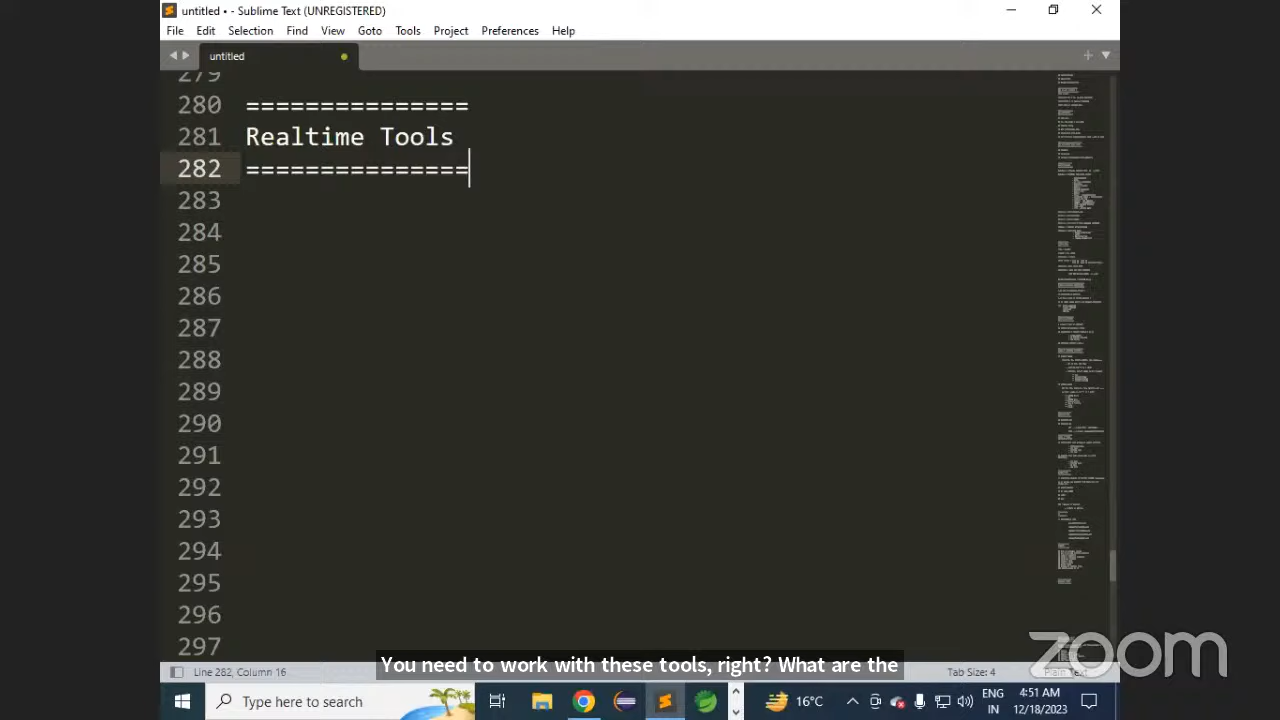 untitled • - Sublime Text (UNREGISTERED)
File Edit Selection Find View Goto Tools Project Preferences Help
untitled
279
280 ===============
281 Realtime Tools
282 ===============
283
284
285
286
287
288
289
290
291
292
293
294
295
296
297
zoom
You need to work with these tools, right? What are the
Line 282, Column 16
Tab Size: 4
Plain Text
Type here to search
16°C
ENG
IN
4:51 AM
12/18/2023